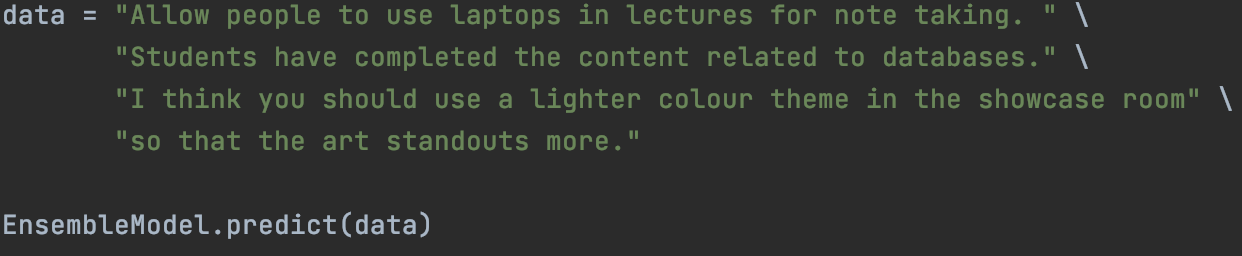 data = "Allow people to use laptops in lectures for note taking. " \
"Students have completed the content related to databases." \
"I think you should use a lighter colour theme in the showcase room" \
"so that the art standouts more."
EnsembleModel.predict(data)